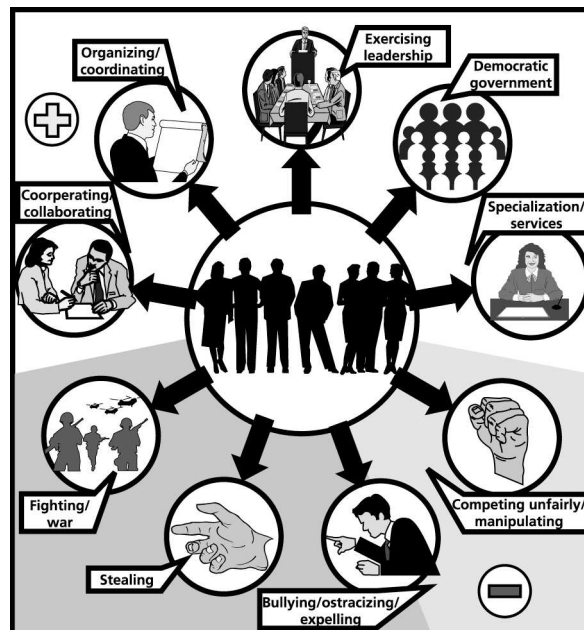 Organizing/
coordinating
Exercising
leadership
Democratic
government
Coorperating/
collaborating
Specialization/
services
Fighting/
war
Stealing
Bullying/ostracizing/
expelling
Competing unfairly/
manipulating